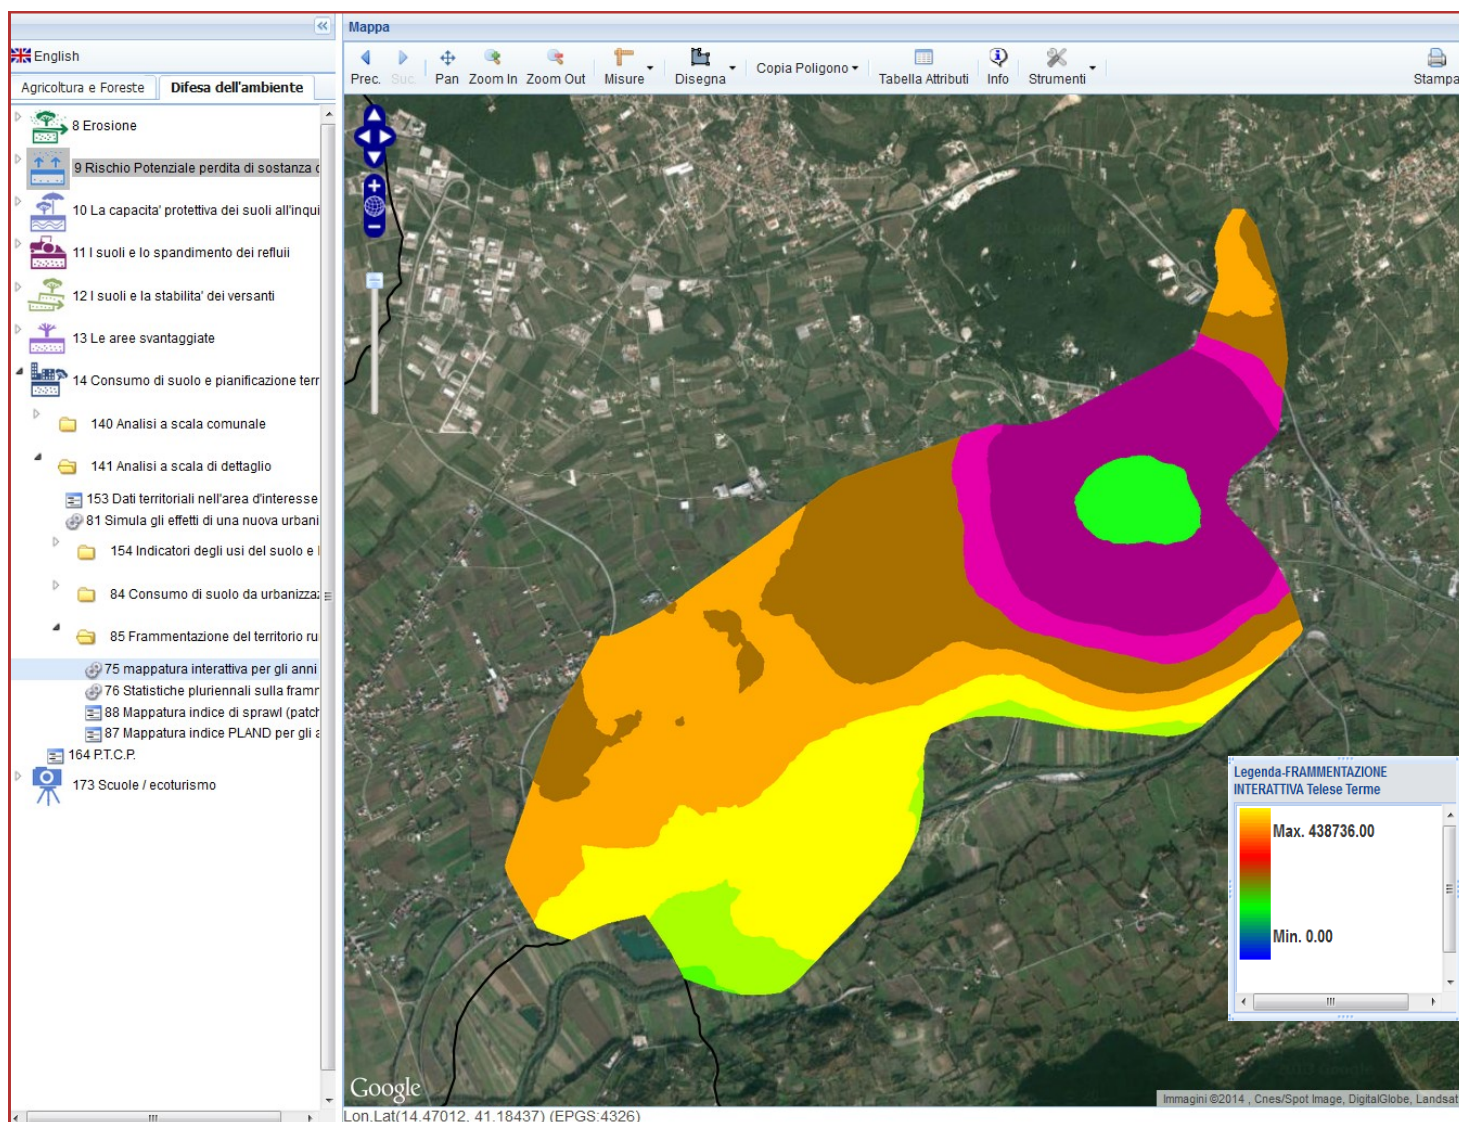 Mappa
English
Prec.
Suc.
Pan
Zoom In
Zoom Out
Misure
Disegna
Copia Poligono
Tabella Attributi
Info
Strumenti
Stampa
Agricoltura e Foreste
Difesa dell'ambiente
8 Erosione
9 Rischio Potenziale perdita di sostanza
10 La capacita' protettiva dei suoli all'inqui
11 I suoli e lo spandimento dei refluii
12 I suoli e la stabilita' dei versanti
13 Le aree svantaggiate
14 Consumo di suolo e pianificazione terr
140 Analisi a scala comunale
141 Analisi a scala di dettaglio
153 Dati territoriali nell'area d'interesse
81 Simula gli effetti di una nuova urbani
154 Indicatori degli usi del suolo e
84 Consumo di suolo da urbanizza
85 Frammentazione del territorio ru
75 mappatura interattiva per gli anni
76 Statistiche pluriennali sulla framm
88 Mappatura indice di sprawl (patch
87 Mappatura indice PLAND per gli a
164 P.T.C.P.
173 Scuole / ecoturismo
Legenda-FRAMMENTAZIONE
INTERATTIVA Telese Terme
Max. 438736.00
Min. 0.00
Google
Immagini ©2014 , Cnes/Spot Image, DigitalGlobe, Landsat
Lon.Lat(14.47012, 41.18437) (EPGS:4326)